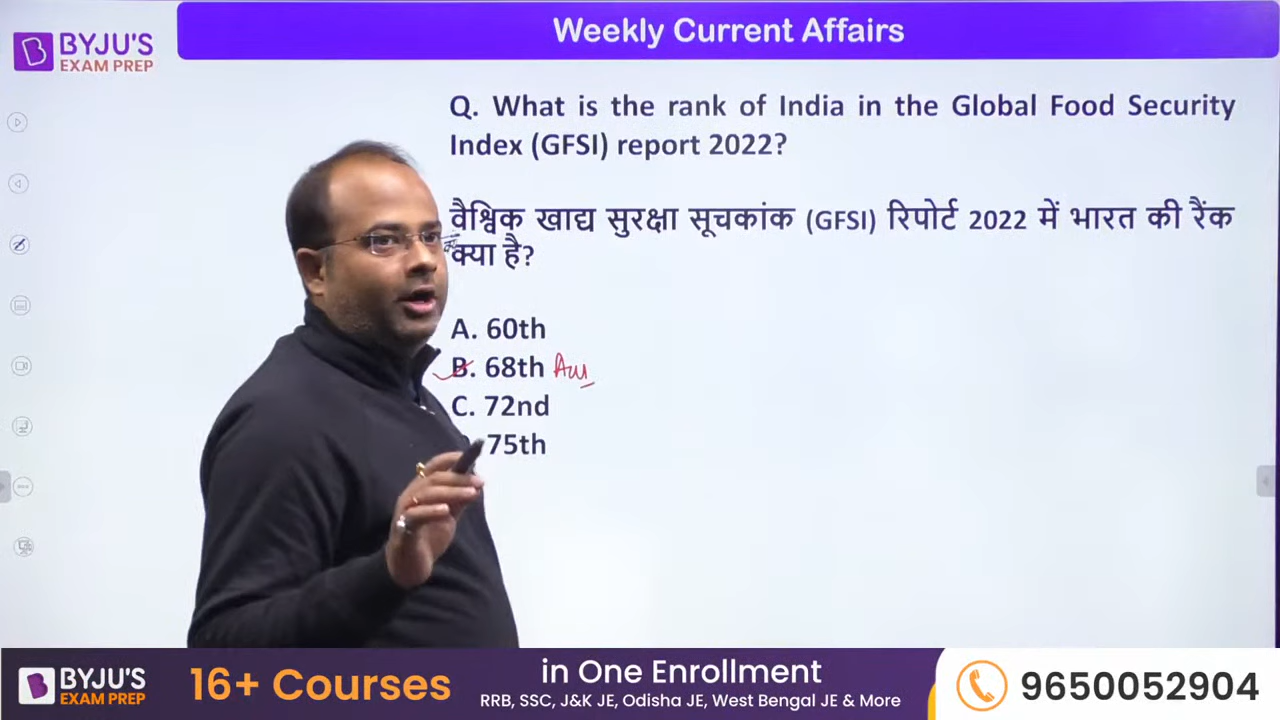 BYJU'S
EXAM PREP
Weekly Current Affairs
Q. What is the rank of India in the Global Food Security
Index (GFSI) report 2022?
वैश्विक खाद्य सुरक्षा सूचकांक (GFSI) रिपोर्ट 2022 में भारत की रैंक
क्या है?
A. 60th
B. 68th
C. 72nd
75th
BYJU'S
EXAM PREP
16+ Courses
in One Enrollment
RRB, SSC, J&K JE, Odisha JE, West Bengal JE & More
9650052904